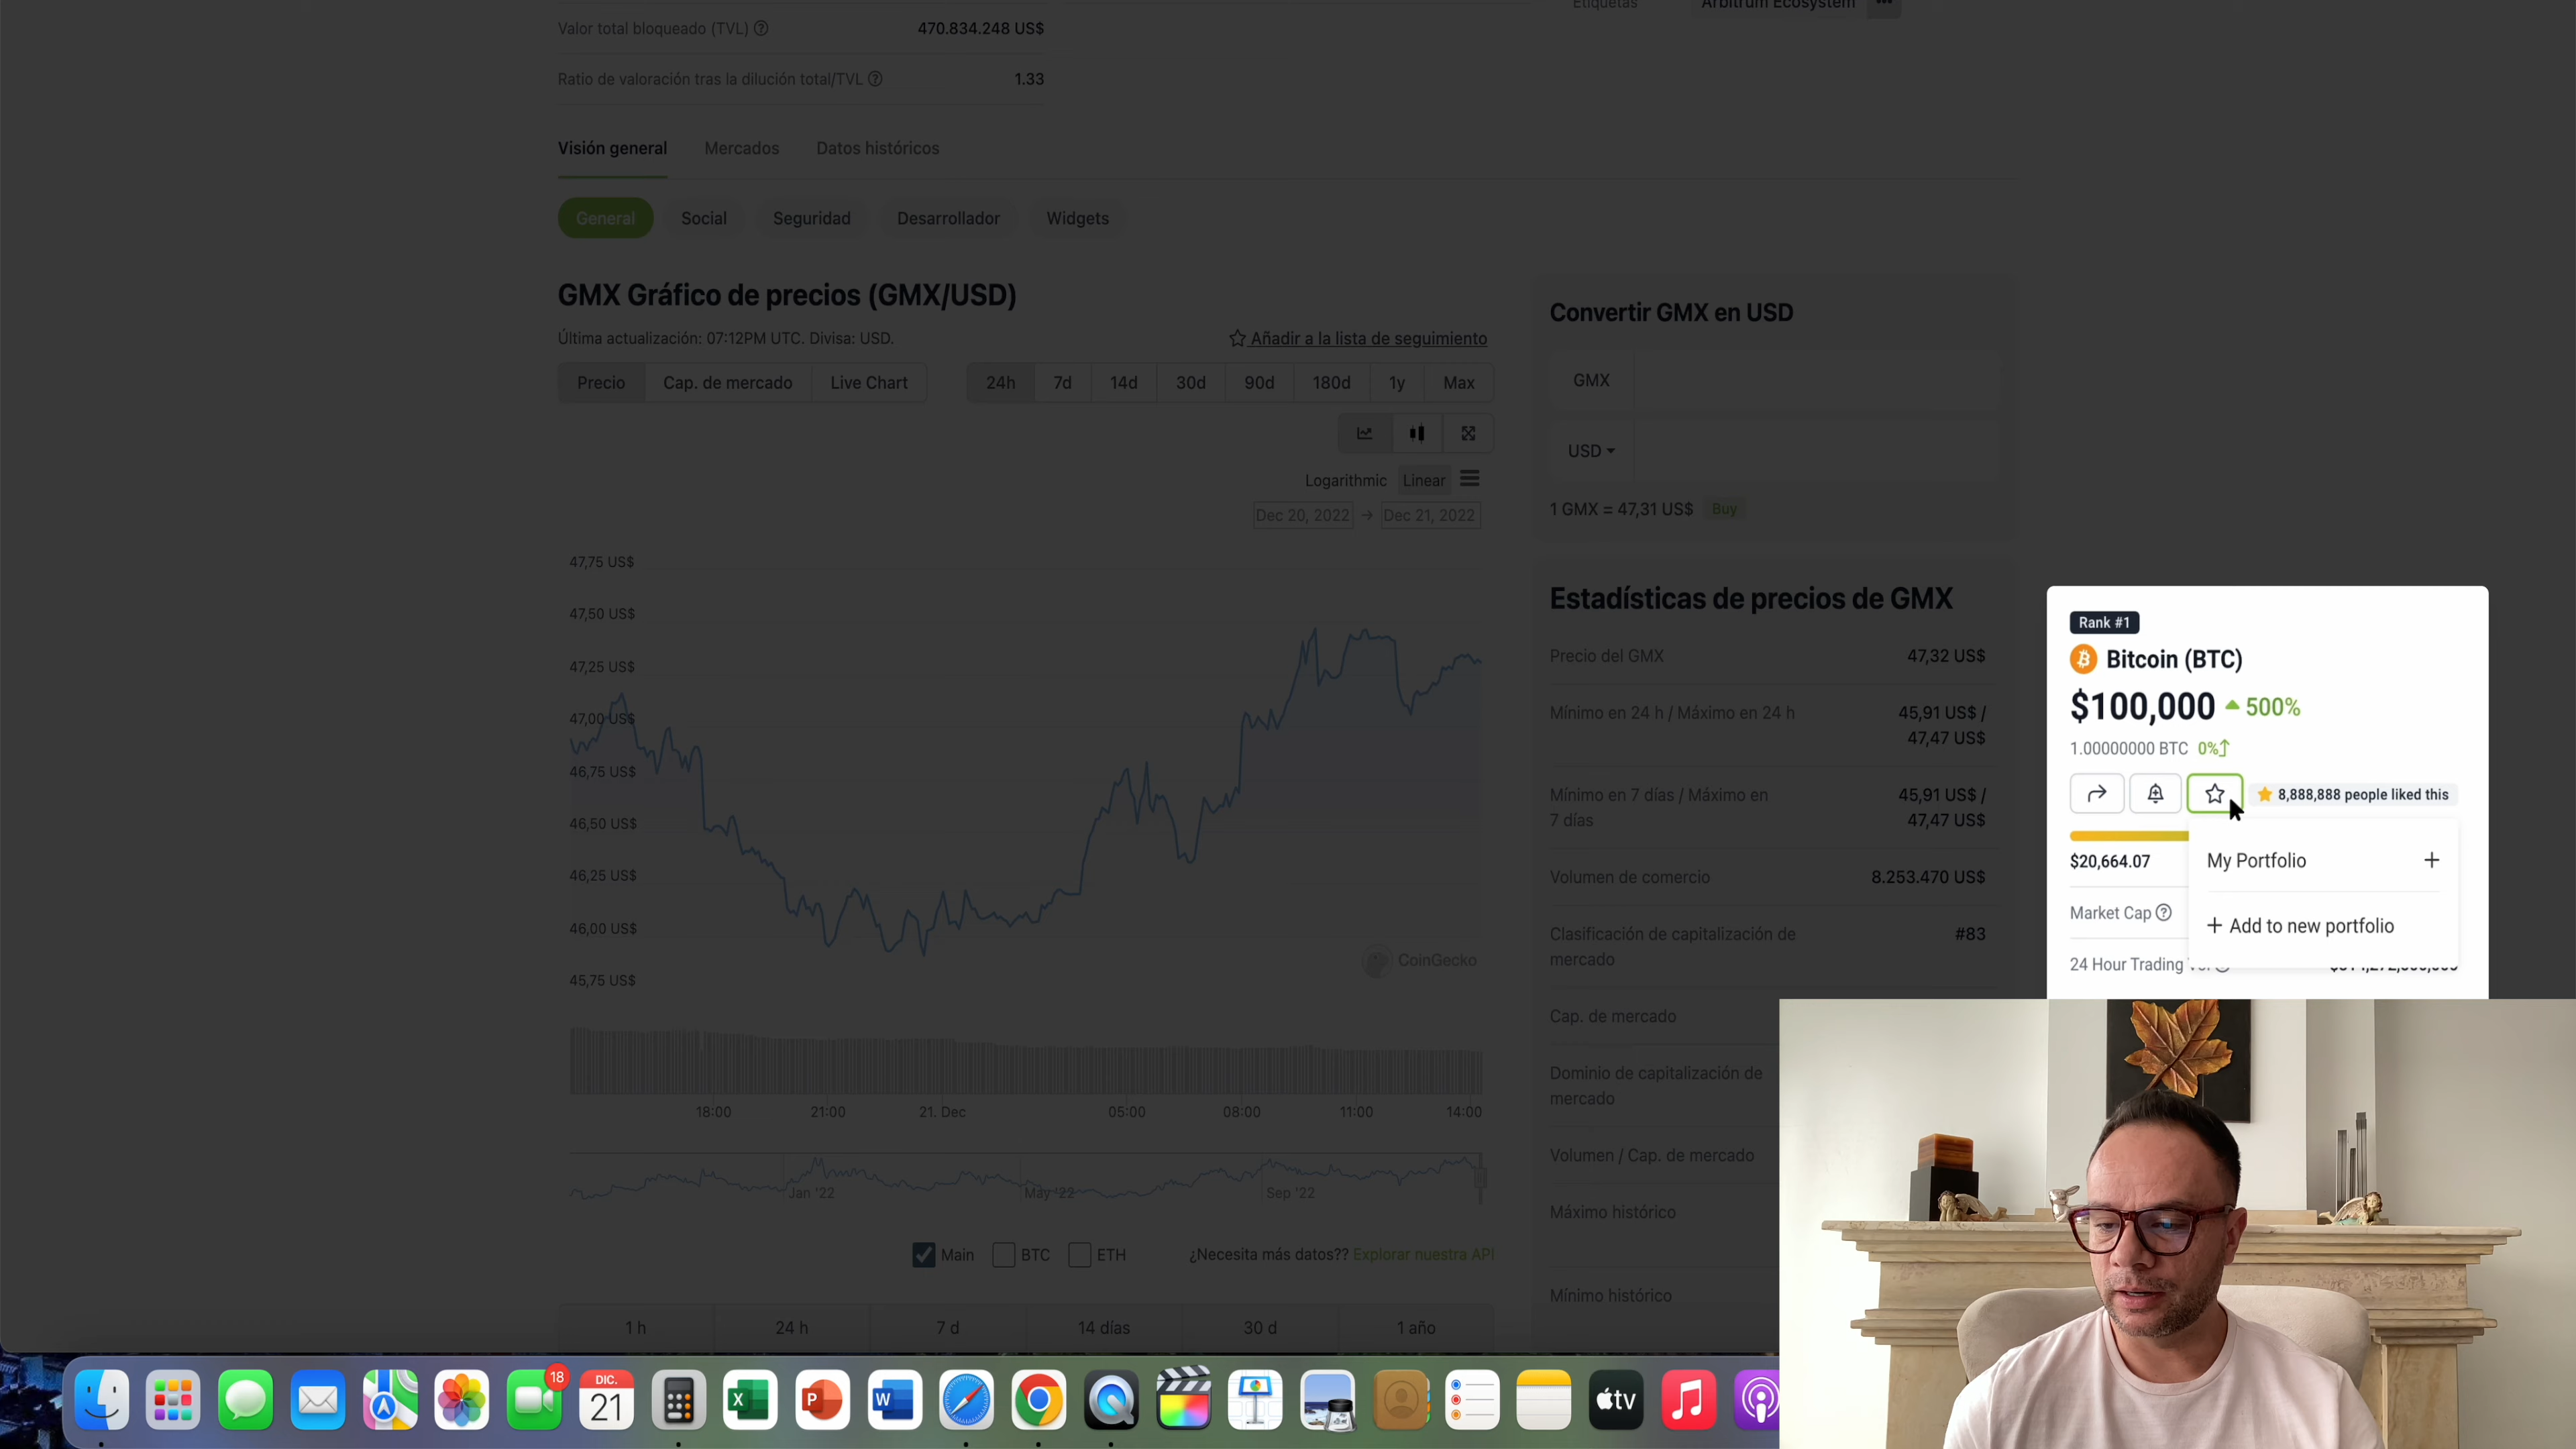 Etiquetas
Arbitrum Ecosystem
Valor total bloqueado (TVL)
470.834.248 US$
Ratio de valoración tras la dilución total/TVL
1.33
Visión general
Mercados
Datos históricos
General
Social
Seguridad
Desarrollador
Widgets
GMX Gráfico de precios (GMX/USD)
Última actualización: 07:12PM UTC. Divisa: USD.
Añadir a la lista de seguimiento
Precio
Cap. de mercado
Live Chart
24h
7d
14d
30d
90d
180d
1y
Max
Logarithmic
Linear
Dec 20, 2022 → Dec 21, 2022
47,75 US$
47,50 US$
47,25 US$
47,00 US$
46,75 US$
46,50 US$
46,25 US$
46,00 US$
45,75 US$
CoinGecko
18:00
21:00
21. Dec
05:00
08:00
11:00
14:00
Jan '22
May '22
Sep '22
Main
BTC
ETH
¿Necesita más datos?? Explorar nuestra API
1 h
24 h
7 d
14 días
30 d
1 año
Convertir GMX en USD
GMX
USD
1 GMX = 47,31 US$
Buy
Estadísticas de precios de GMX
Precio del GMX
47,32 US$
Mínimo en 24 h / Máximo en 24 h
45,91 US$ /
47,47 US$
Mínimo en 7 días / Máximo en
7 días
45,91 US$ /
47,47 US$
Volumen de comercio
8.253.470 US$
Clasificación de capitalización de
mercado
#83
Cap. de mercado
Dominio de capitalización de
mercado
Volumen / Cap. de mercado
Máximo histórico
Mínimo histórico
Rank #1
Bitcoin (BTC)
$100,000
500%
1.00000000 BTC 0%
8,888,888 people liked this
$20,664.07
My Portfolio +
+ Add to new portfolio
Market Cap
24 Hour Trading
18
DIC.
21
X
P
W
tv